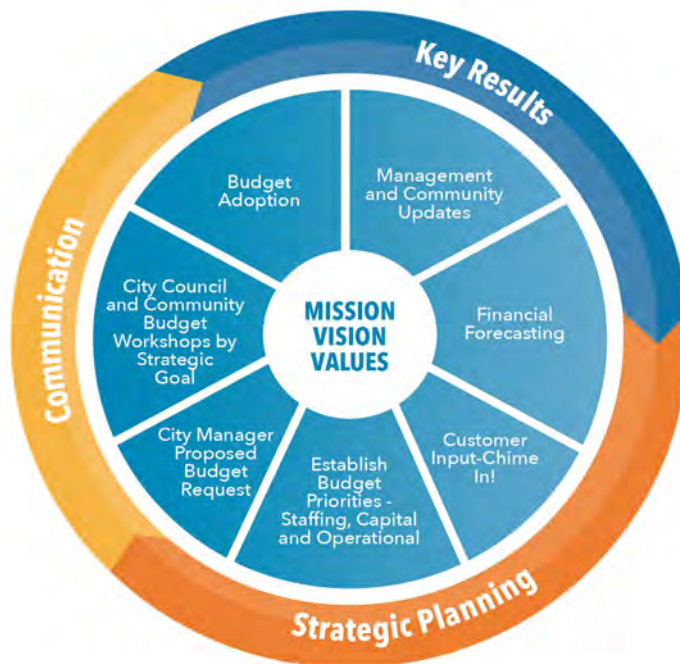 Key Results
Management
and Community
Updates
Financial
Forecasting
Customer
Input-Chime
In!
Strategic Planning
Establish
Budget
Priorities -
Staffing, Capital
and Operational
City Manager
Proposed
Budget
Request
Communication
City Council
and Community
Budget
Workshops by
Strategic
Goal
Budget
Adoption
MISSION
VISION
VALUES